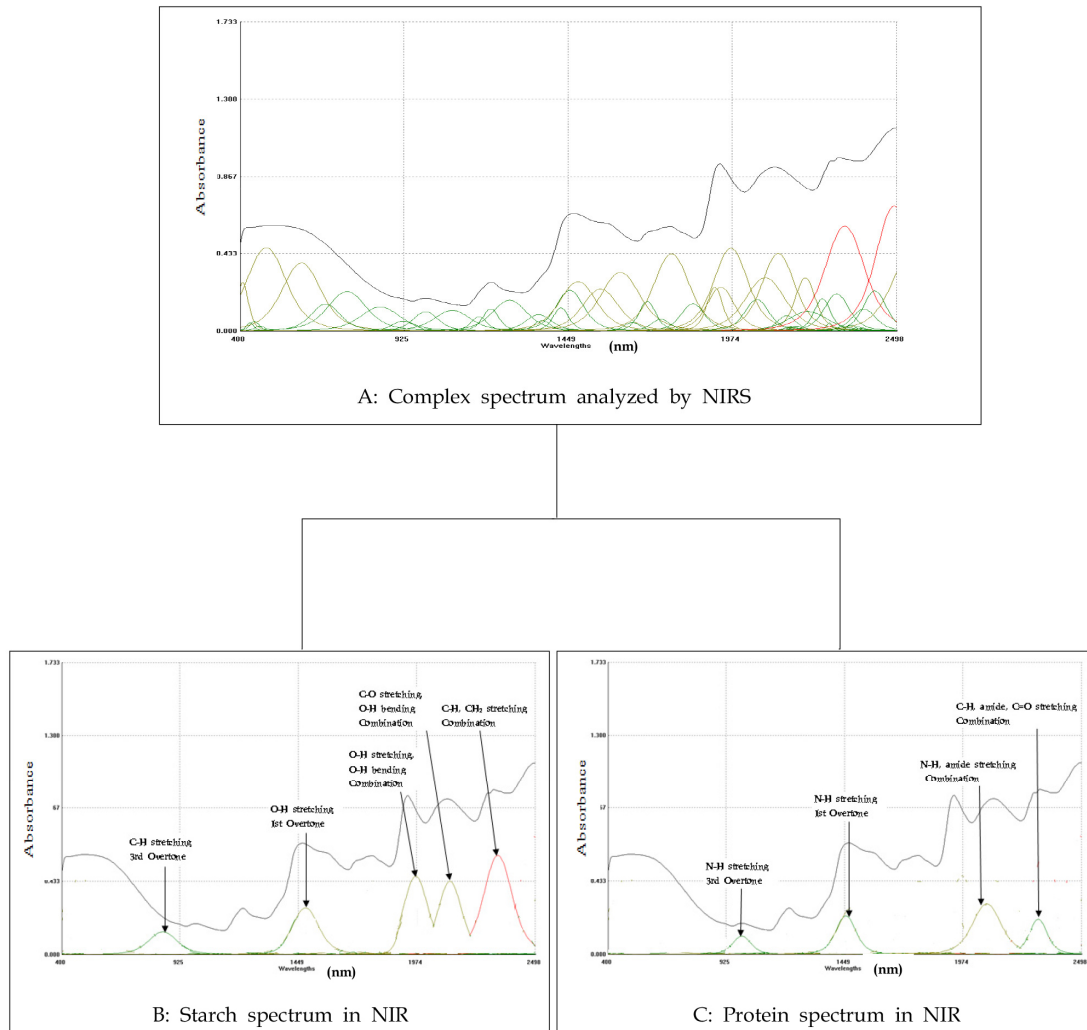 1.733
1.300
0.867
0.433
0.000
Absorbance
400
925
1449
1974
2498
Wavelengths (nm)
A: Complex spectrum analyzed by NIRS
1.733
1.300
57
0.433
0.000
Absorbance
C-O stretching,
O-H bending
Combination
C-H, CH₂ stretching
Combination
O-H stretching,
O-H bending
Combination
O-H stretching
1st Overtone
C-H stretching
3rd Overtone
400
925
1449
1974
2498
Wavelengths (nm)
B: Starch spectrum in NIR
1.733
1.300
57
0.433
0.000
Absorbance
C-H, amide, C=O stretching
Combination
N-H, amide stretching
Combination
N-H stretching
1st Overtone
N-H stretching
3rd Overtone
400
925
1449
1974
2498
Wavelengths (nm)
C: Protein spectrum in NIR